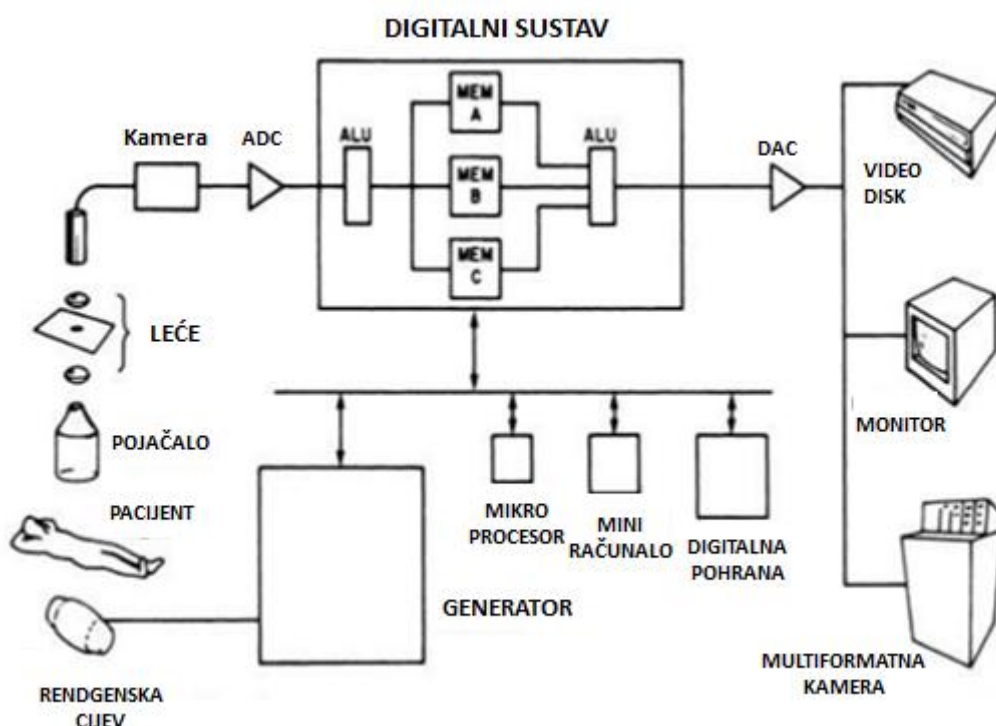 DIGITALNI SUSTAV
Kamera
ADC
ALU
MEM
A
MEM
B
MEM
C
ALU
DAC
VIDEO
DISK
LEĆE
POJAČALO
MONITOR
PACIJENT
MIKRO
PROCESOR
MINI
RAČUNALO
DIGITALNA
POHRANA
GENERATOR
RENDGENSKA
CIJEV
MULTIFORMATNA
KAMERA